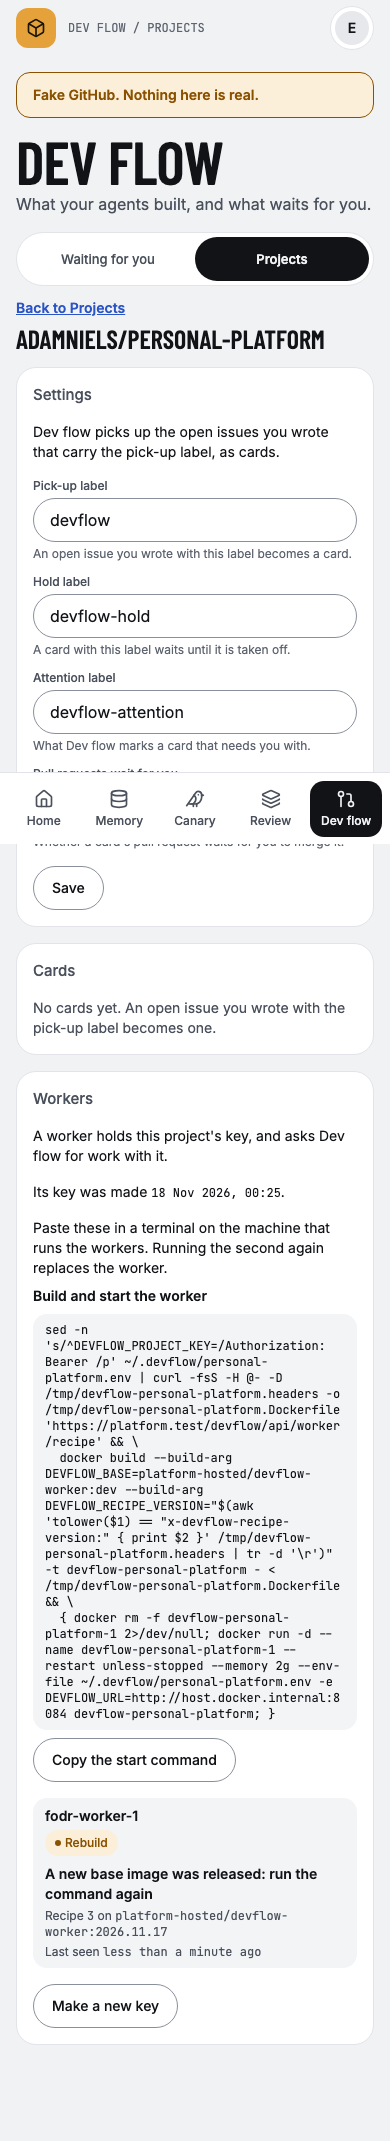 DEV FLOW / PROJECTS
E
Fake GitHub. Nothing here is real.
DEV FLOW
What your agents built, and what waits for you.
Waiting for you
Projects
Back to Projects
ADAMNIELS/PERSONAL-PLATFORM
Settings
Dev flow picks up the open issues you wrote
that carry the pick-up label, as cards.
Pick-up label
devflow
An open issue you wrote with this label becomes a card.
Hold label
devflow-hold
A card with this label waits until it is taken off.
Attention label
devflow-attention
What Dev flow marks a card that needs you with.
Home
Memory
Canary
Review
Dev flow
Save
Cards
No cards yet. An open issue you wrote with the
pick-up label becomes one.
Workers
A worker holds this project's key, and asks Dev
flow for work with it.
Its key was made 18 Nov 2026, 00:25.
Paste these in a terminal on the machine that
runs the workers. Running the second again
replaces the worker.
Build and start the worker
sed -n
's/^DEVFLOW_PROJECT_KEY=/Authorization:
Bearer /p' ~/.devflow/personal-
platform.env | curl -fsS -H @- -D
/tmp/devflow-personal-platform.headers -o
/tmp/devflow-personal-platform.Dockerfile
'https://platform.test/devflow/api/worker
/recipe' && \
docker build --build-arg
DEVFLOW_BASE=platform-hosted/devflow-
worker:dev --build-arg
DEVFLOW_RECIPE_VERSION="$(awk
'tolower($1) == "x-devflow-recipe-
version:" { print $2 }' /tmp/devflow-
personal-platform.headers | tr -d '\r')"
-t devflow-personal-platform - <
/tmp/devflow-personal-platform.Dockerfile
&& \
{ docker rm -f devflow-personal-
platform-1 2>/dev/null; docker run -d --
name devflow-personal-platform-1 --
restart unless-stopped --memory 2g --env-
file ~/.devflow/personal-platform.env -e
DEVFLOW_URL=http://host.docker.internal:8
084 devflow-personal-platform; }
Copy the start command
fodr-worker-1
Rebuild
A new base image was released: run the
command again
Recipe 3 on platform-hosted/devflow-
worker:2026.11.17
Last seen less than a minute ago
Make a new key